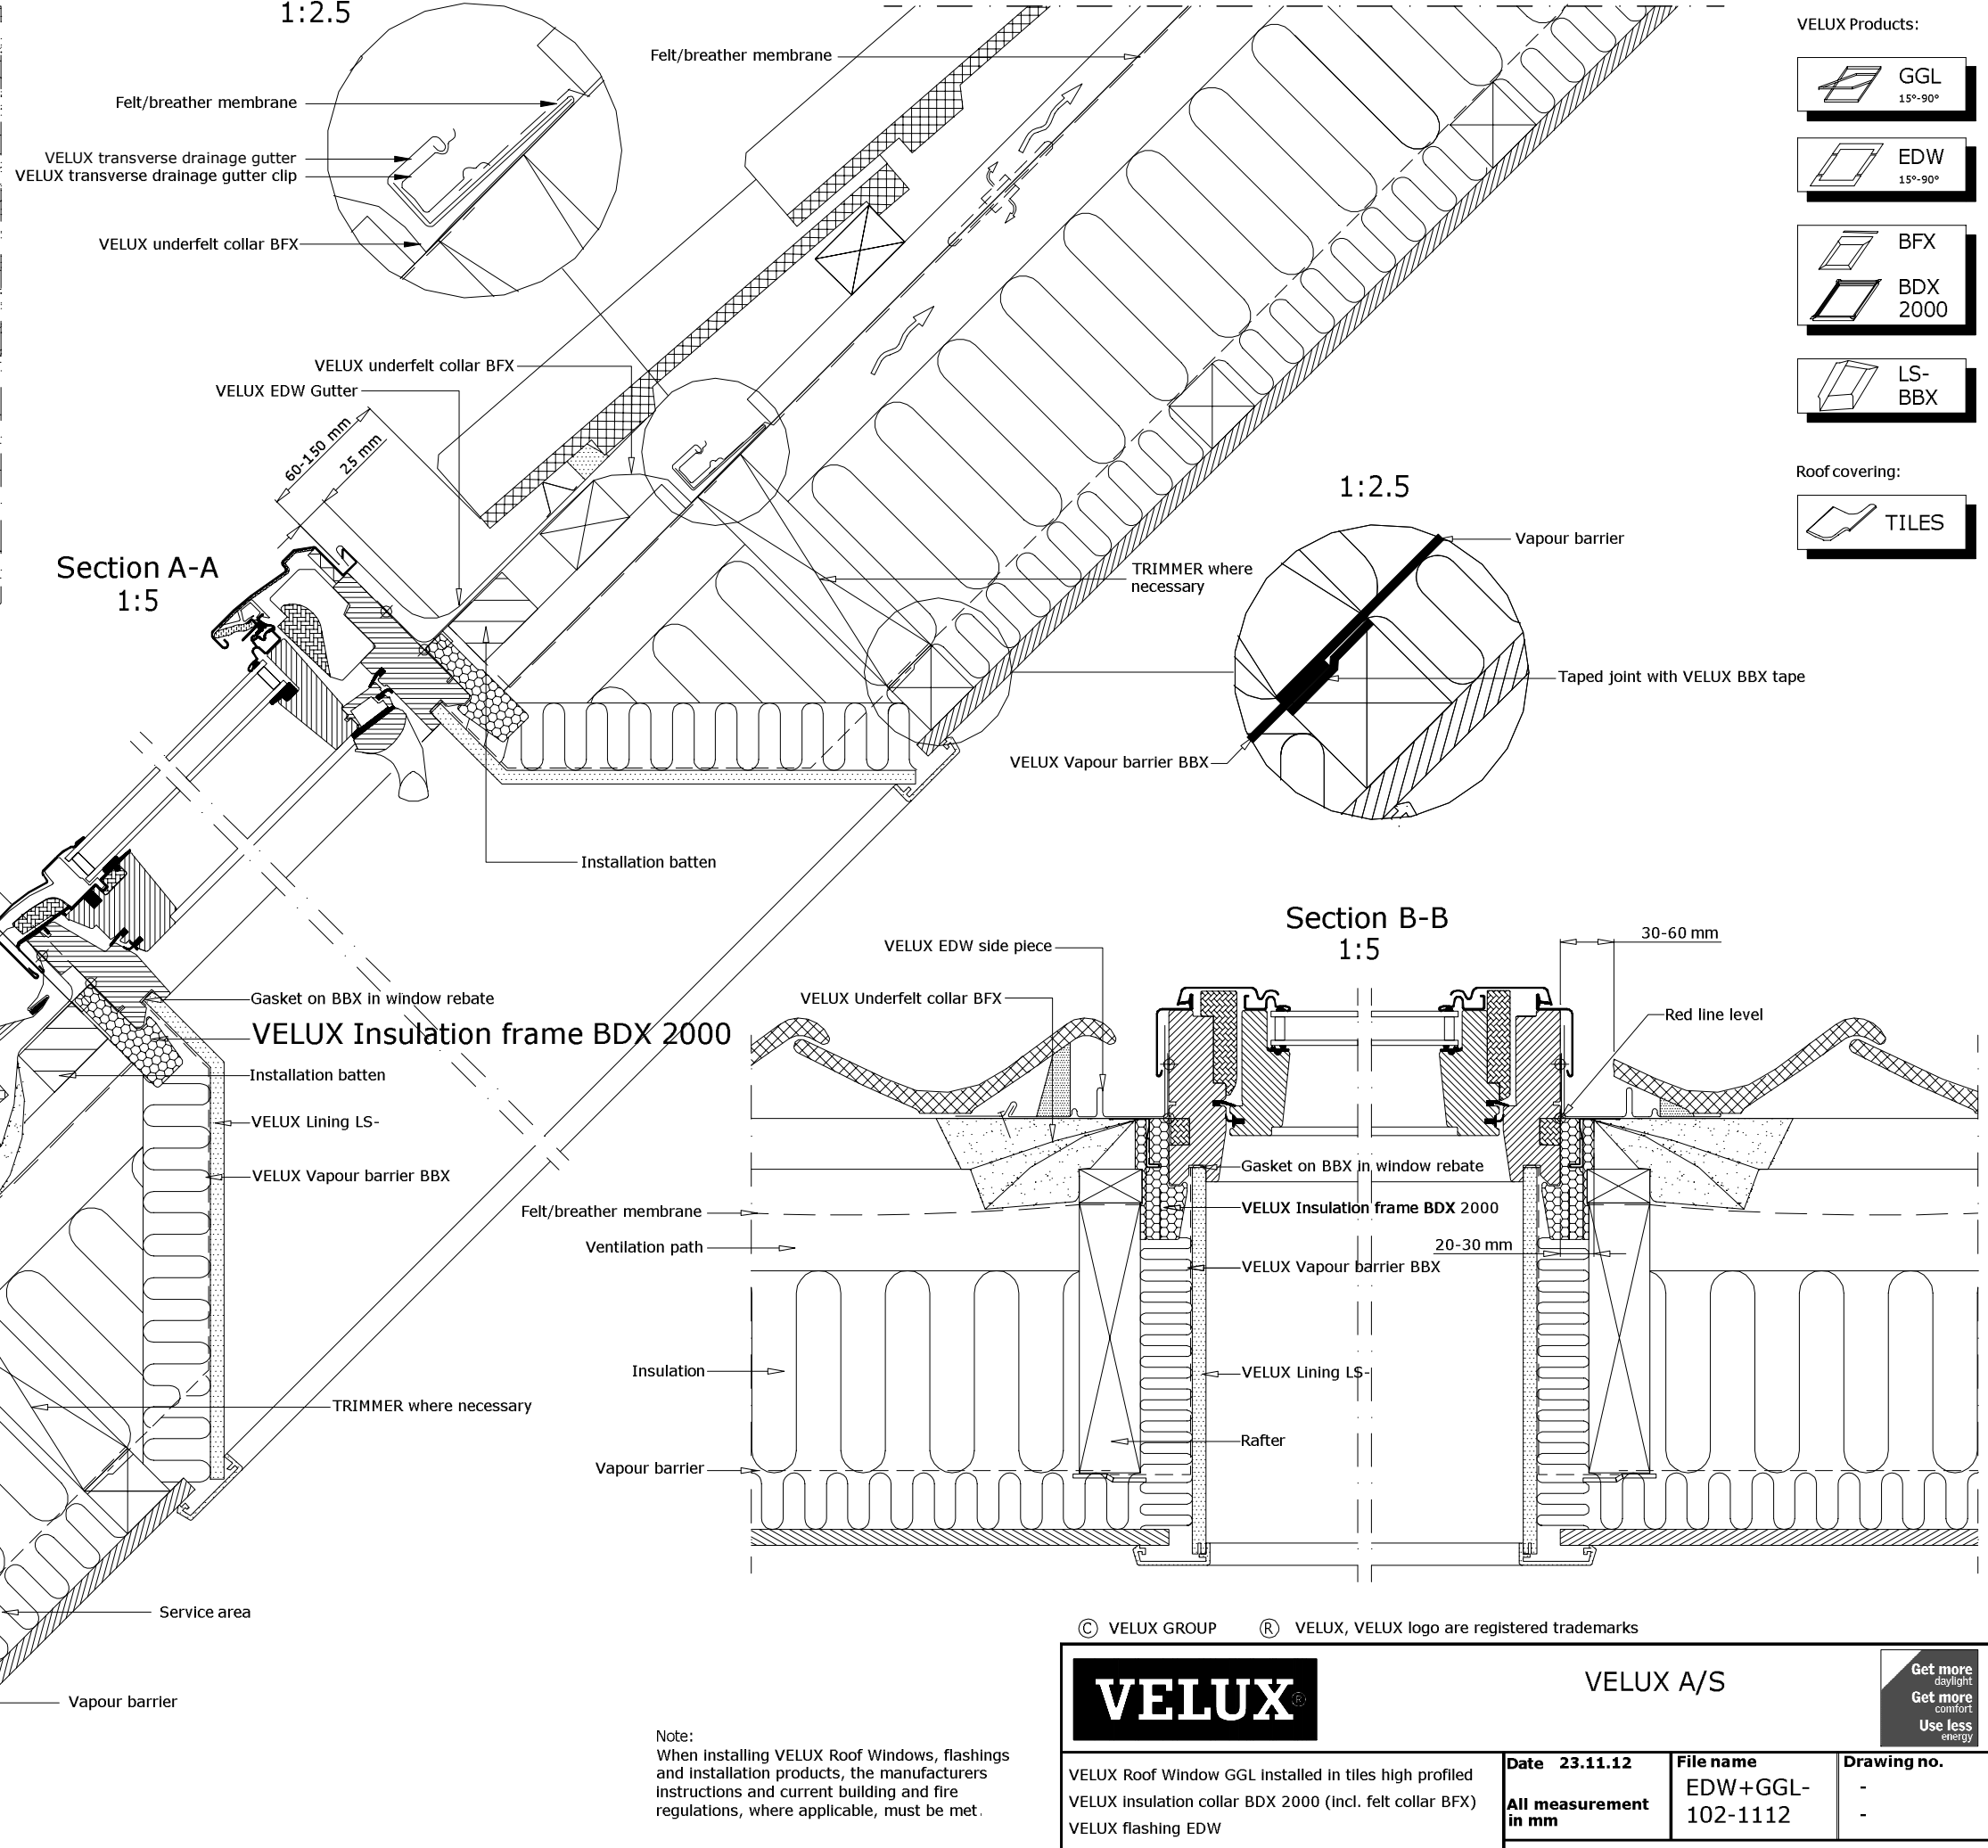 1:2.5
Felt/breather membrane
VELUX transverse drainage gutter
VELUX transverse drainage gutter clip
VELUX underfelt collar BFX
Felt/breather membrane
VELUX Products:
GGL
15°-90°
EDW
15°-90°
BFX
BDX
2000
LS-
BBX
Roof covering:
TILES
VELUX underfelt collar BFX
VELUX EDW Gutter
60-150 mm
25 mm
Section A-A
1:5
TRIMMER where
necessary
1:2.5
Vapour barrier
Taped joint with VELUX BBX tape
VELUX Vapour barrier BBX
Installation batten
Gasket on BBX in window rebate
VELUX Insulation frame BDX 2000
Installation batten
VELUX Lining LS-
VELUX Vapour barrier BBX
TRIMMER where necessary
Service area
Vapour barrier
Section B-B
1:5
VELUX EDW side piece
30-60 mm
VELUX Underfelt collar BFX
Red line level
Gasket on BBX in window rebate
Felt/breather membrane
VELUX Insulation frame BDX 2000
Ventilation path
20-30 mm
VELUX Vapour barrier BBX
Insulation
VELUX Lining LS-
Rafter
Vapour barrier
© VELUX GROUP ® VELUX, VELUX logo are registered trademarks
VELUX®
VELUX A/S
Get more
daylight
Get more
comfort
Use less
energy
Note:
When installing VELUX Roof Windows, flashings
and installation products, the manufacturers
instructions and current building and fire
regulations, where applicable, must be met.
VELUX Roof Window GGL installed in tiles high profiled
VELUX insulation collar BDX 2000 (incl. felt collar BFX)
VELUX flashing EDW
Date 23.11.12
All measurement
in mm
File name
EDW+GGL-
102-1112
Drawing no.
-
-